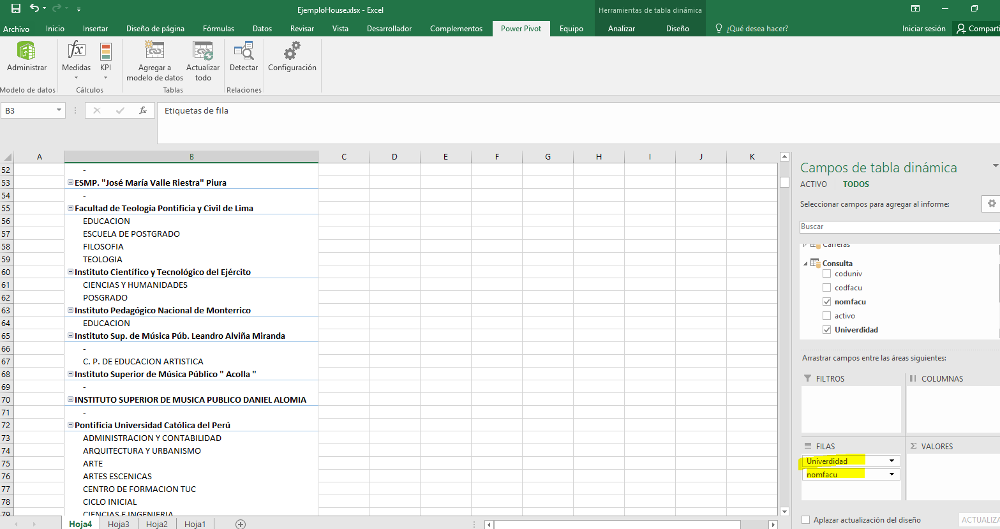 EjemploHouse.xlsx - Excel
Herramientas de tabla dinámica
Archivo Inicio Insertar Diseño de página Fórmulas Datos Revisar Vista Desarrollador Complementos Power Pivot Equipo Analizar Diseño ¿Qué desea hacer? Iniciar sesión Comparti
Administrar
Medidas
KPI
Agregar a
modelo de datos
Actualizar
todo
Detectar
Configuración
Modelo de datos
Cálculos
Tablas
Relaciones
B3
fx
Etiquetas de fila
A B C D E F G H I J K
52 -
53 ESMP. "José María Valle Riestra" Piura
54 -
55 Facultad de Teología Pontificia y Civil de Lima
56 EDUCACION
57 ESCUELA DE POSTGRADO
58 FILOSOFIA
59 TEOLOGIA
60 Instituto Científico y Tecnológico del Ejército
61 CIENCIAS Y HUMANIDADES
62 POSGRADO
63 Instituto Pedagógico Nacional de Monterrico
64 EDUCACION
65 Instituto Sup. de Música Púb. Leandro Alviña Miranda
66 -
67 C. P. DE EDUCACION ARTISTICA
68 Instituto Superior de Música Público " Acolla "
69 -
70 INSTITUTO SUPERIOR DE MUSICA PUBLICO DANIEL ALOMIA
71 -
72 Pontificia Universidad Católica del Perú
73 ADMINISTRACION Y CONTABILIDAD
74 ARQUITECTURA Y URBANISMO
75 ARTE
76 ARTES ESCENICAS
77 CENTRO DE FORMACION TUC
78 CICLO INICIAL
79 CIENCIAS E INGENIERIA
Hoja4 Hoja3 Hoja2 Hoja1
Campos de tabla dinámica
ACTIVO TODOS
Seleccionar campos para agregar al informe:
Buscar
Carreras
Consulta
coduniv
codfacu
nomfacu
activo
Univerdidad
Arrastrar campos entre las áreas siguientes:
FILTROS
COLUMNAS
FILAS
Σ VALORES
Univerdidad
nomfacu
Aplazar actualización del diseño
ACTUALIZA